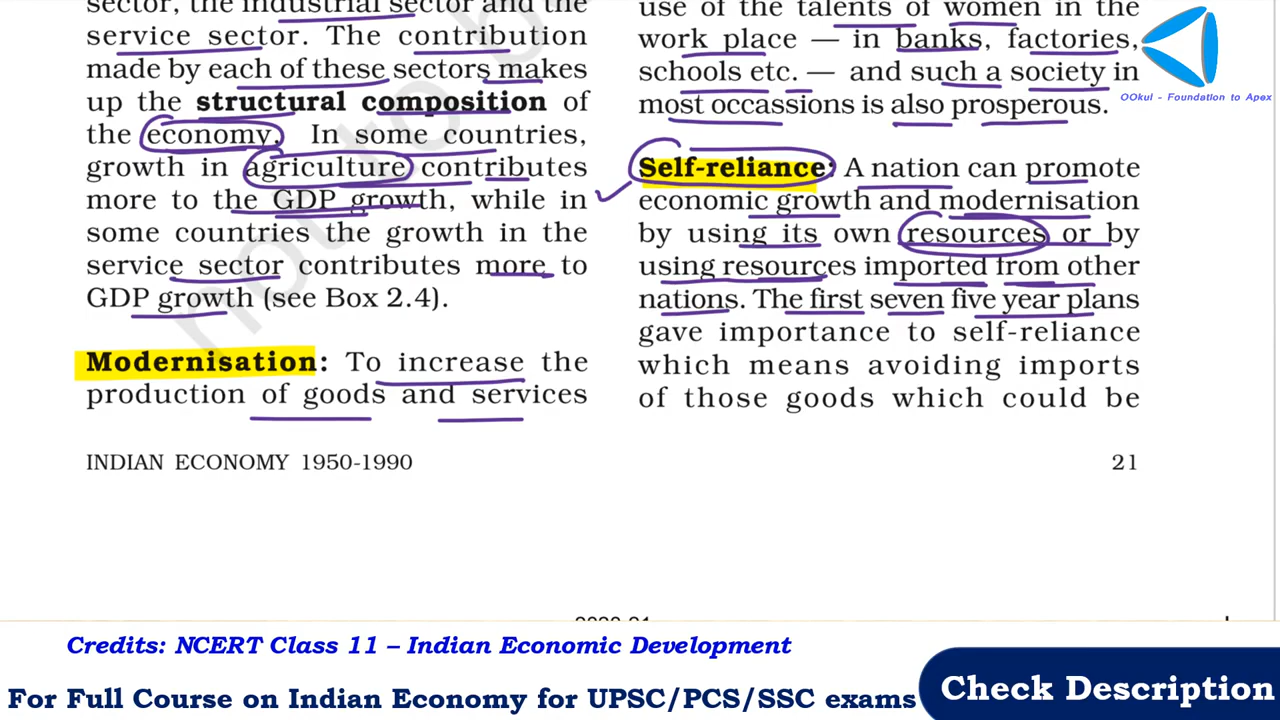 sector, the industrial sector and the
service sector. The contribution
made by each of these sectors makes
up the structural composition of
the economy. In some countries,
growth in agriculture contributes
more to the GDP growth, while in
some countries the growth in the
service sector contributes more to
GDP growth (see Box 2.4).
Modernisation: To increase the
production of goods and services
use of the talents of women in the
work place — in banks, factories,
schools etc. — and such a society in
most occassions is also prosperous.
Self-reliance: A nation can promote
economic growth and modernisation
by using its own resources or by
using resources imported from other
nations. The first seven five year plans
gave importance to self-reliance
which means avoiding imports
of those goods which could be
INDIAN ECONOMY 1950-1990
21
OOkul - Foundation to Apex
Credits: NCERT Class 11 – Indian Economic Development
For Full Course on Indian Economy for UPSC/PCS/SSC exams
Check Description